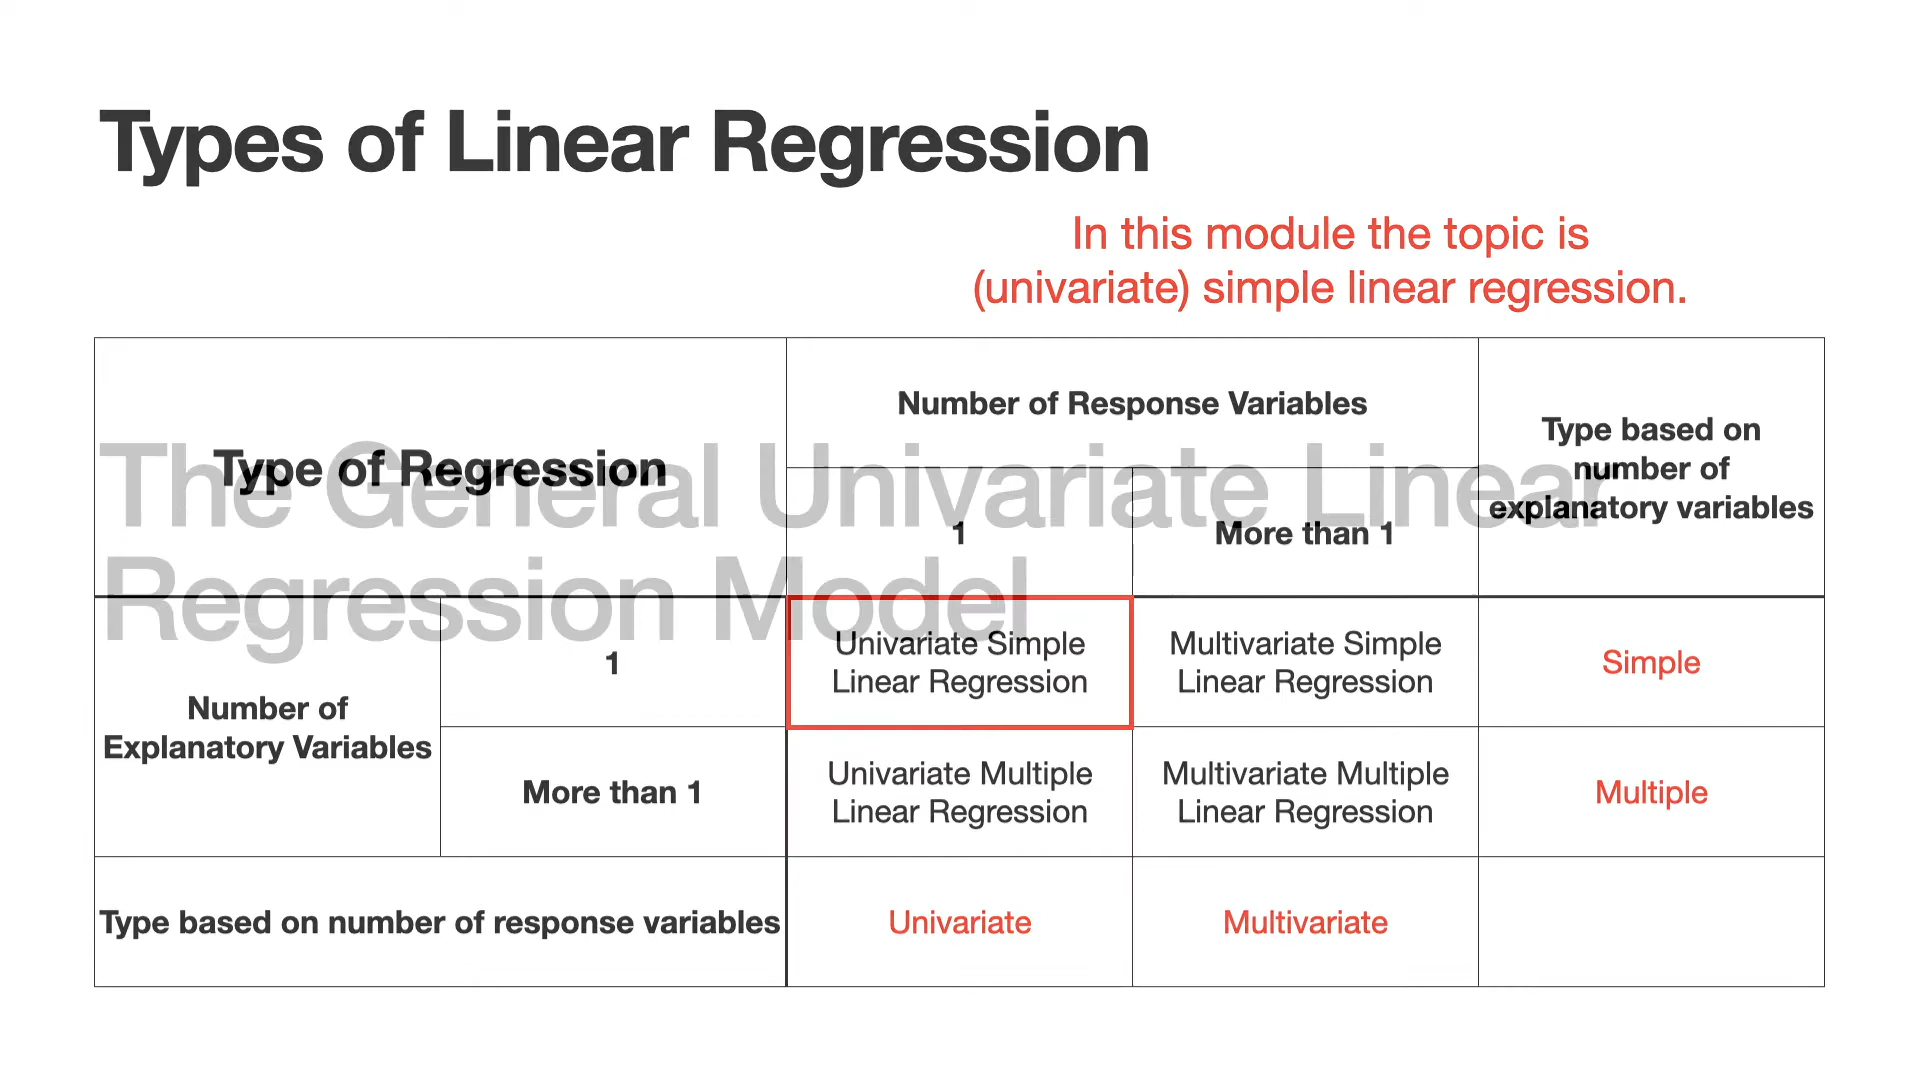 Types of Linear Regression
In this module the topic is
(univariate) simple linear regression.
Type of Regression
Number of Response Variables
Type based on
number of
explanatory variables
1
More than 1
The General Univariate Linear
Regression Model
Number of
Explanatory Variables
1
Univariate Simple
Linear Regression
Multivariate Simple
Linear Regression
Simple
More than 1
Univariate Multiple
Linear Regression
Multivariate Multiple
Linear Regression
Multiple
Type based on number of response variables
Univariate
Multivariate